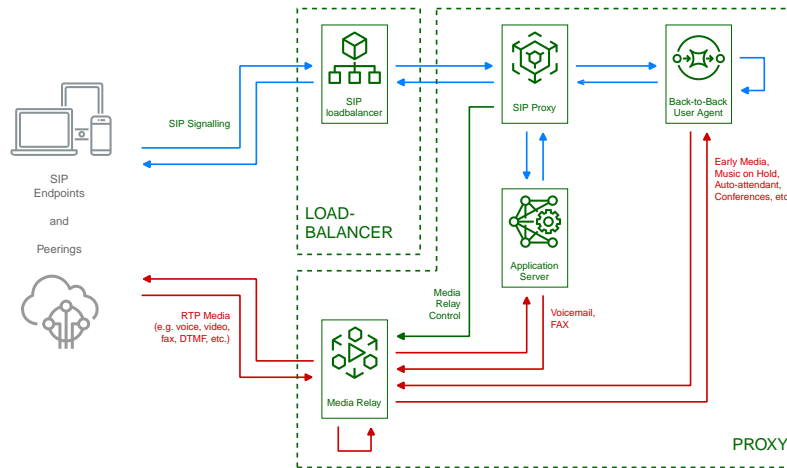 SIP
loadbalancer
SIP Proxy
Back-to-Back
User Agent
SIP Signalling
SIP
Endpoints
and
Peerings
Early Media,
Music on Hold,
Auto-attendant,
Conferences, etc
LOAD-
BALANCER
Application
Server
Media
Relay
Control
Voicemail,
FAX
RTP Media
(e.g. voice, video,
fax, DTMF, etc.)
Media Relay
PROXY